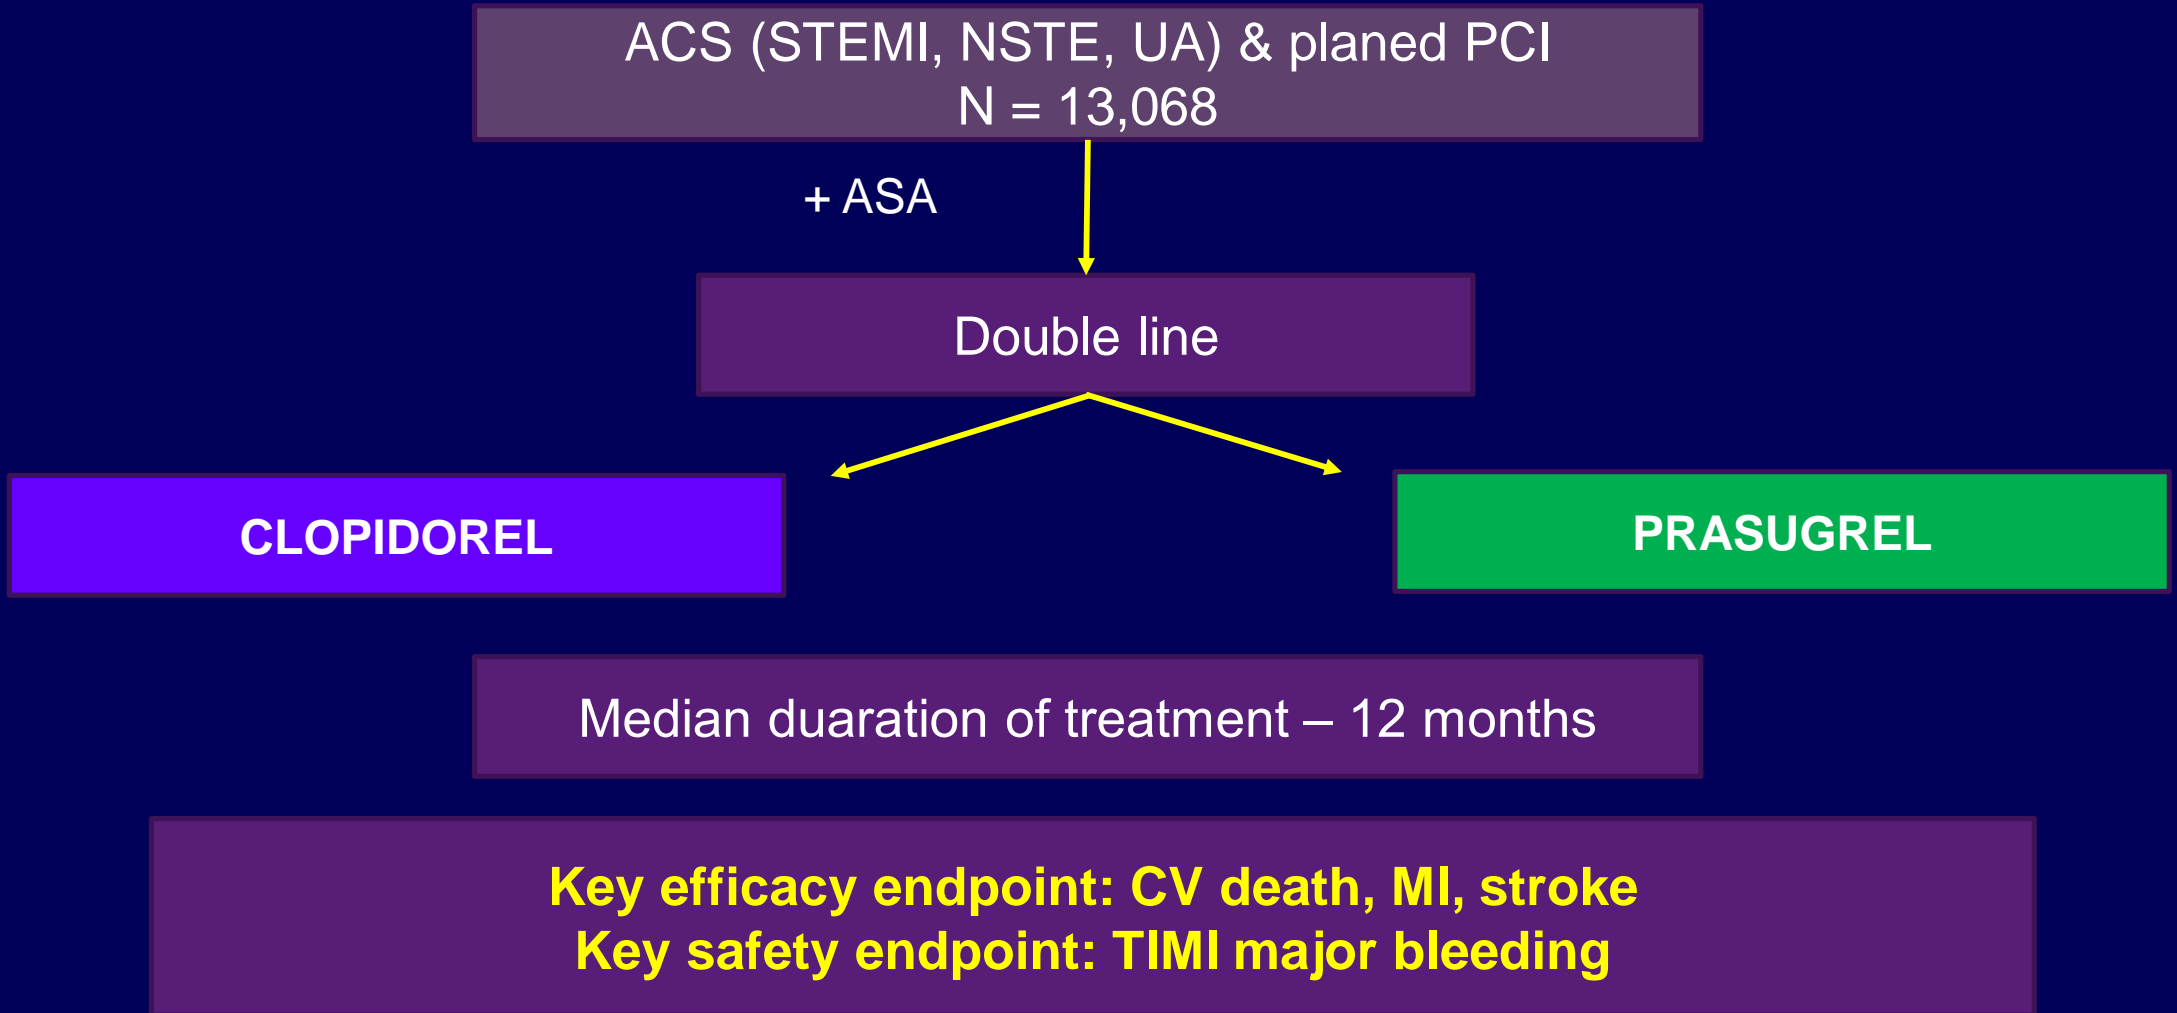 ACS (STEMI, NSTE, UA) & planed PCI
N = 13,068
+ ASA
Double line
CLOPIDOREL
PRASUGREL
Median duaration of treatment – 12 months
Key efficacy endpoint: CV death, MI, stroke
Key safety endpoint: TIMI major bleeding